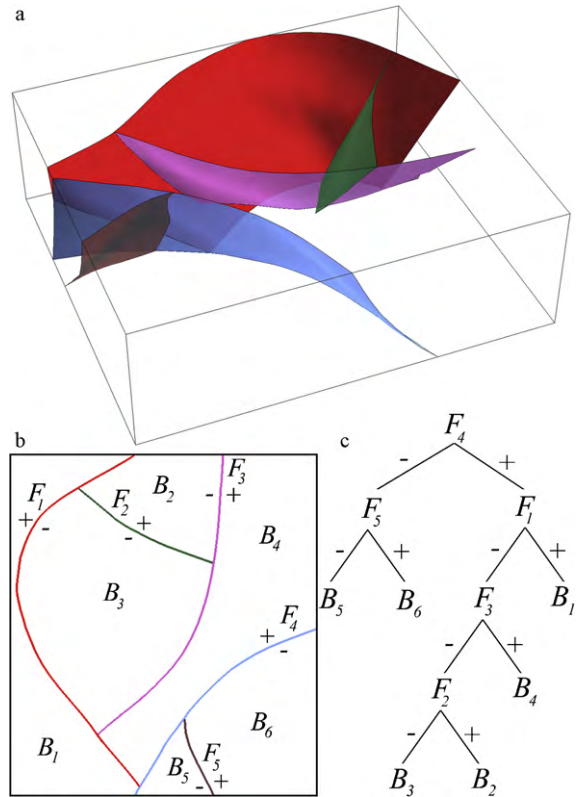 a
b
c
F₁
+ -
F₂
- +
B₂
F₃
- +
B₃
B₄
F₄
+
-
B₁
B₅
F₅
- +
B₆
F₄
- +
F₅ F₁
- + - +
B₅ B₆ F₃ B₁
- +
F₂ B₄
- +
B₃ B₂